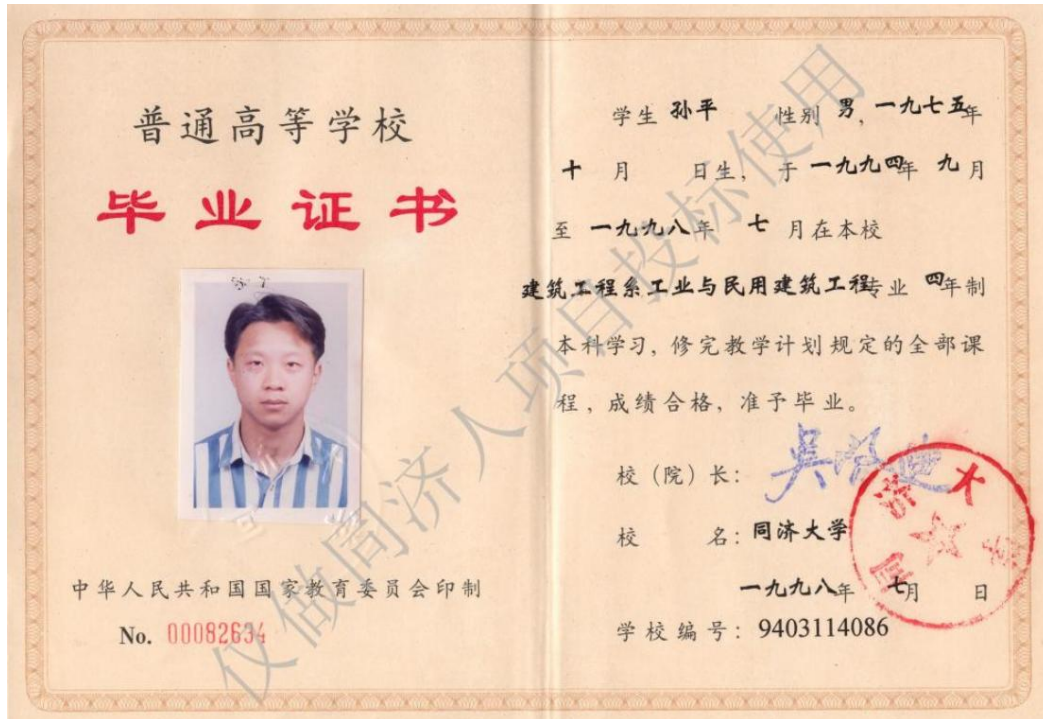 普通高等学校
毕业证书
中华人民共和国国家教育委员会印制
No. 00082634
学生 孙平 性别 男, 一九七五年
十 月 日生, 于 一九九四年 九 月
至 一九九八年 七 月在本校
建筑工程系工业与民用建筑工程专业 四年制
本科学习, 修完教学计划规定的全部课
程, 成绩合格, 准予毕业。
校 (院) 长: 吴启迪
校 名: 同济大学
一九九八年 七月 日
学校编号: 9403114086
同济大学
仅做同济人项目投标使用